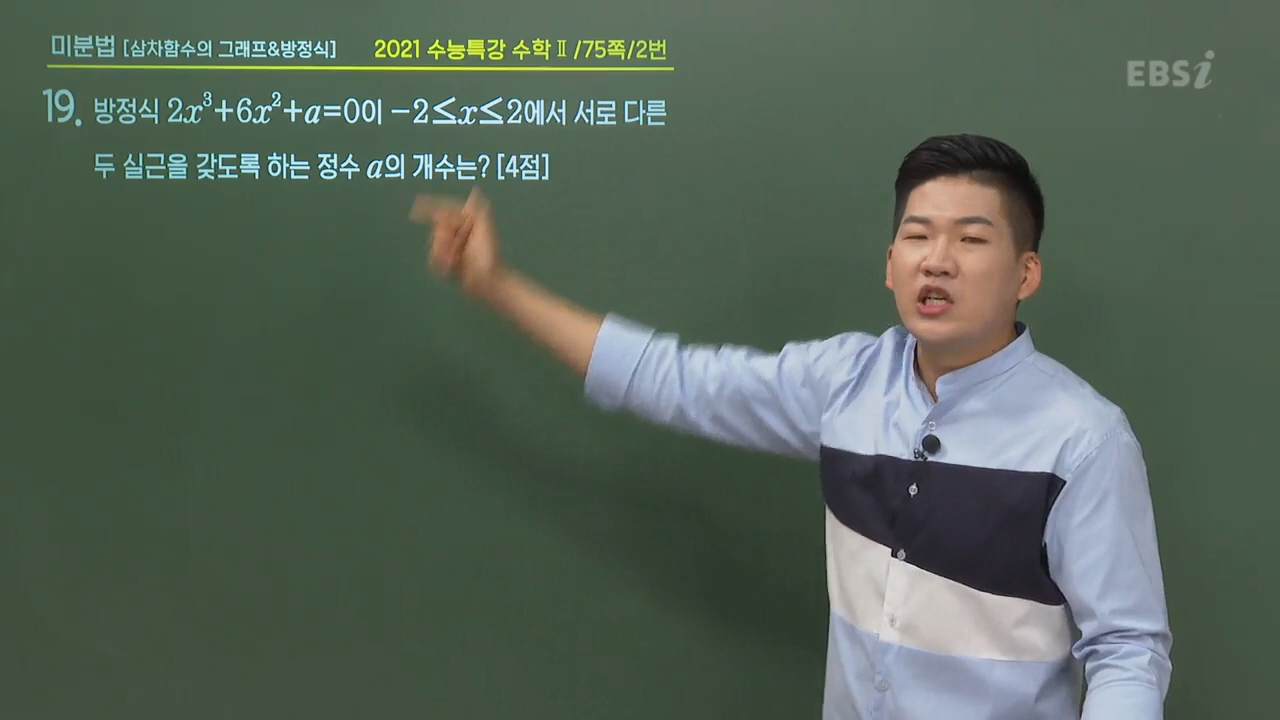 미분법 [삼차함수의 그래프&방정식] 2021 수능특강 수학Ⅱ/75쪽/2번
EBSi
19. 방정식 2x³+6x²+a=0이 -2≤x≤2에서 서로 다른
두 실근을 갖도록 하는 정수 a의 개수는? [4점]